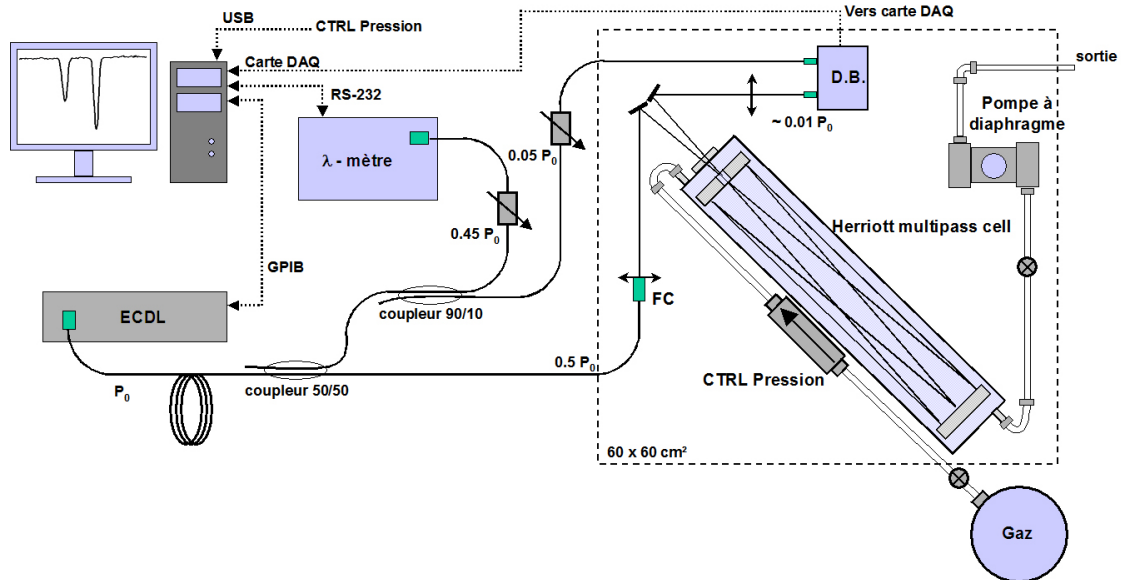 USB
CTRL Pression
Vers carte DAQ
Carte DAQ
RS-232
λ - mètre
D.B.
~ 0.01 P₀
sortie
Pompe à
diaphragme
0.05 P₀
0.45 P₀
Herriott multipass cell
GPIB
ECDL
coupleur 90/10
FC
P₀
coupleur 50/50
0.5 P₀
CTRL Pression
60 x 60 cm²
Gaz